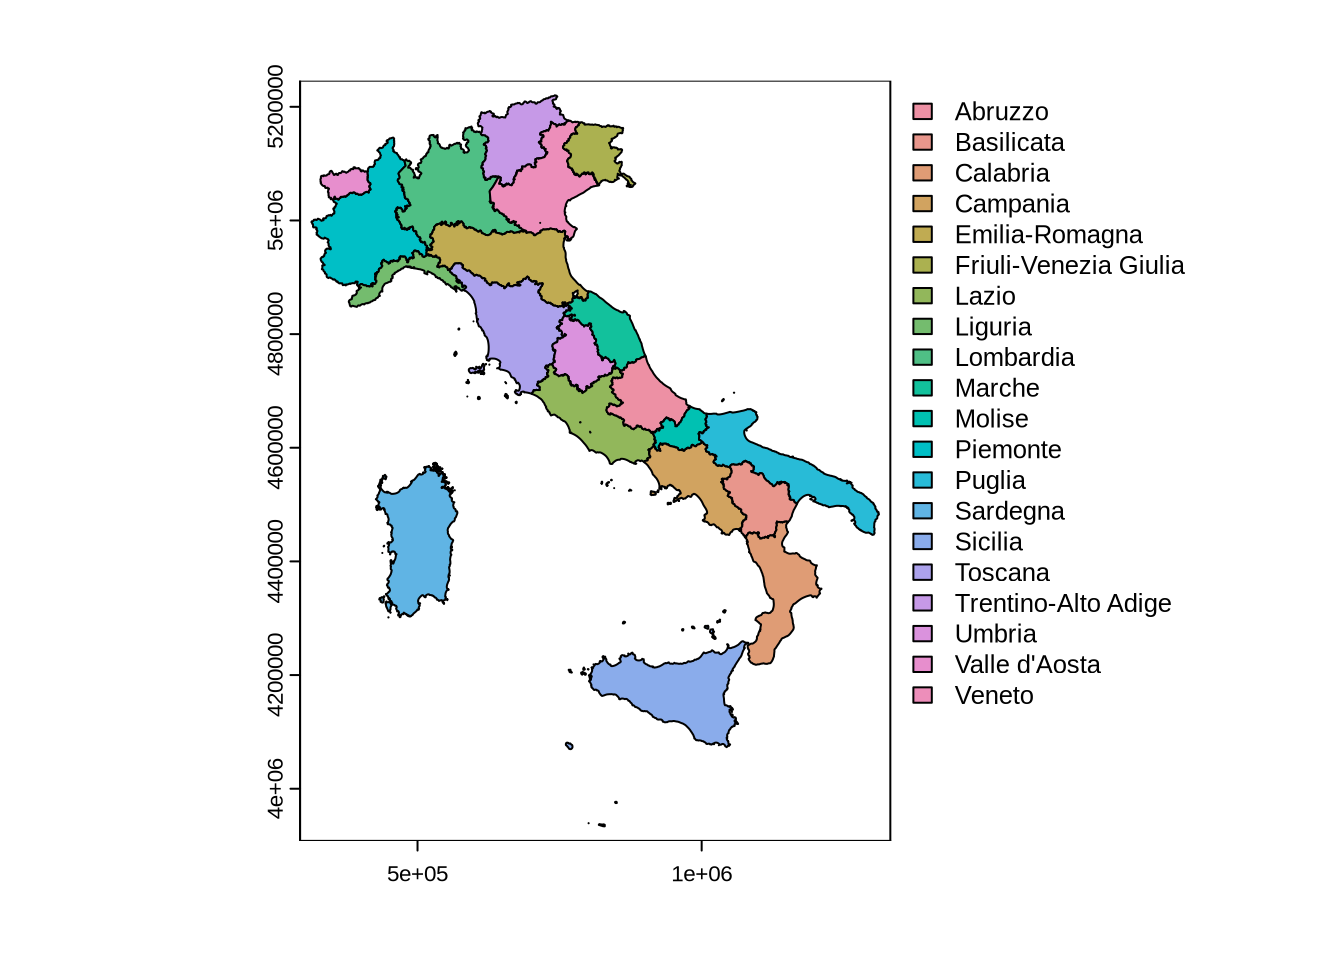 5200000
5e+06
4800000
4600000
4400000
4200000
4e+06
5e+05
1e+06
Abruzzo
Basilicata
Calabria
Campania
Emilia-Romagna
Friuli-Venezia Giulia
Lazio
Liguria
Lombardia
Marche
Molise
Piemonte
Puglia
Sardegna
Sicilia
Toscana
Trentino-Alto Adige
Umbria
Valle d'Aosta
Veneto